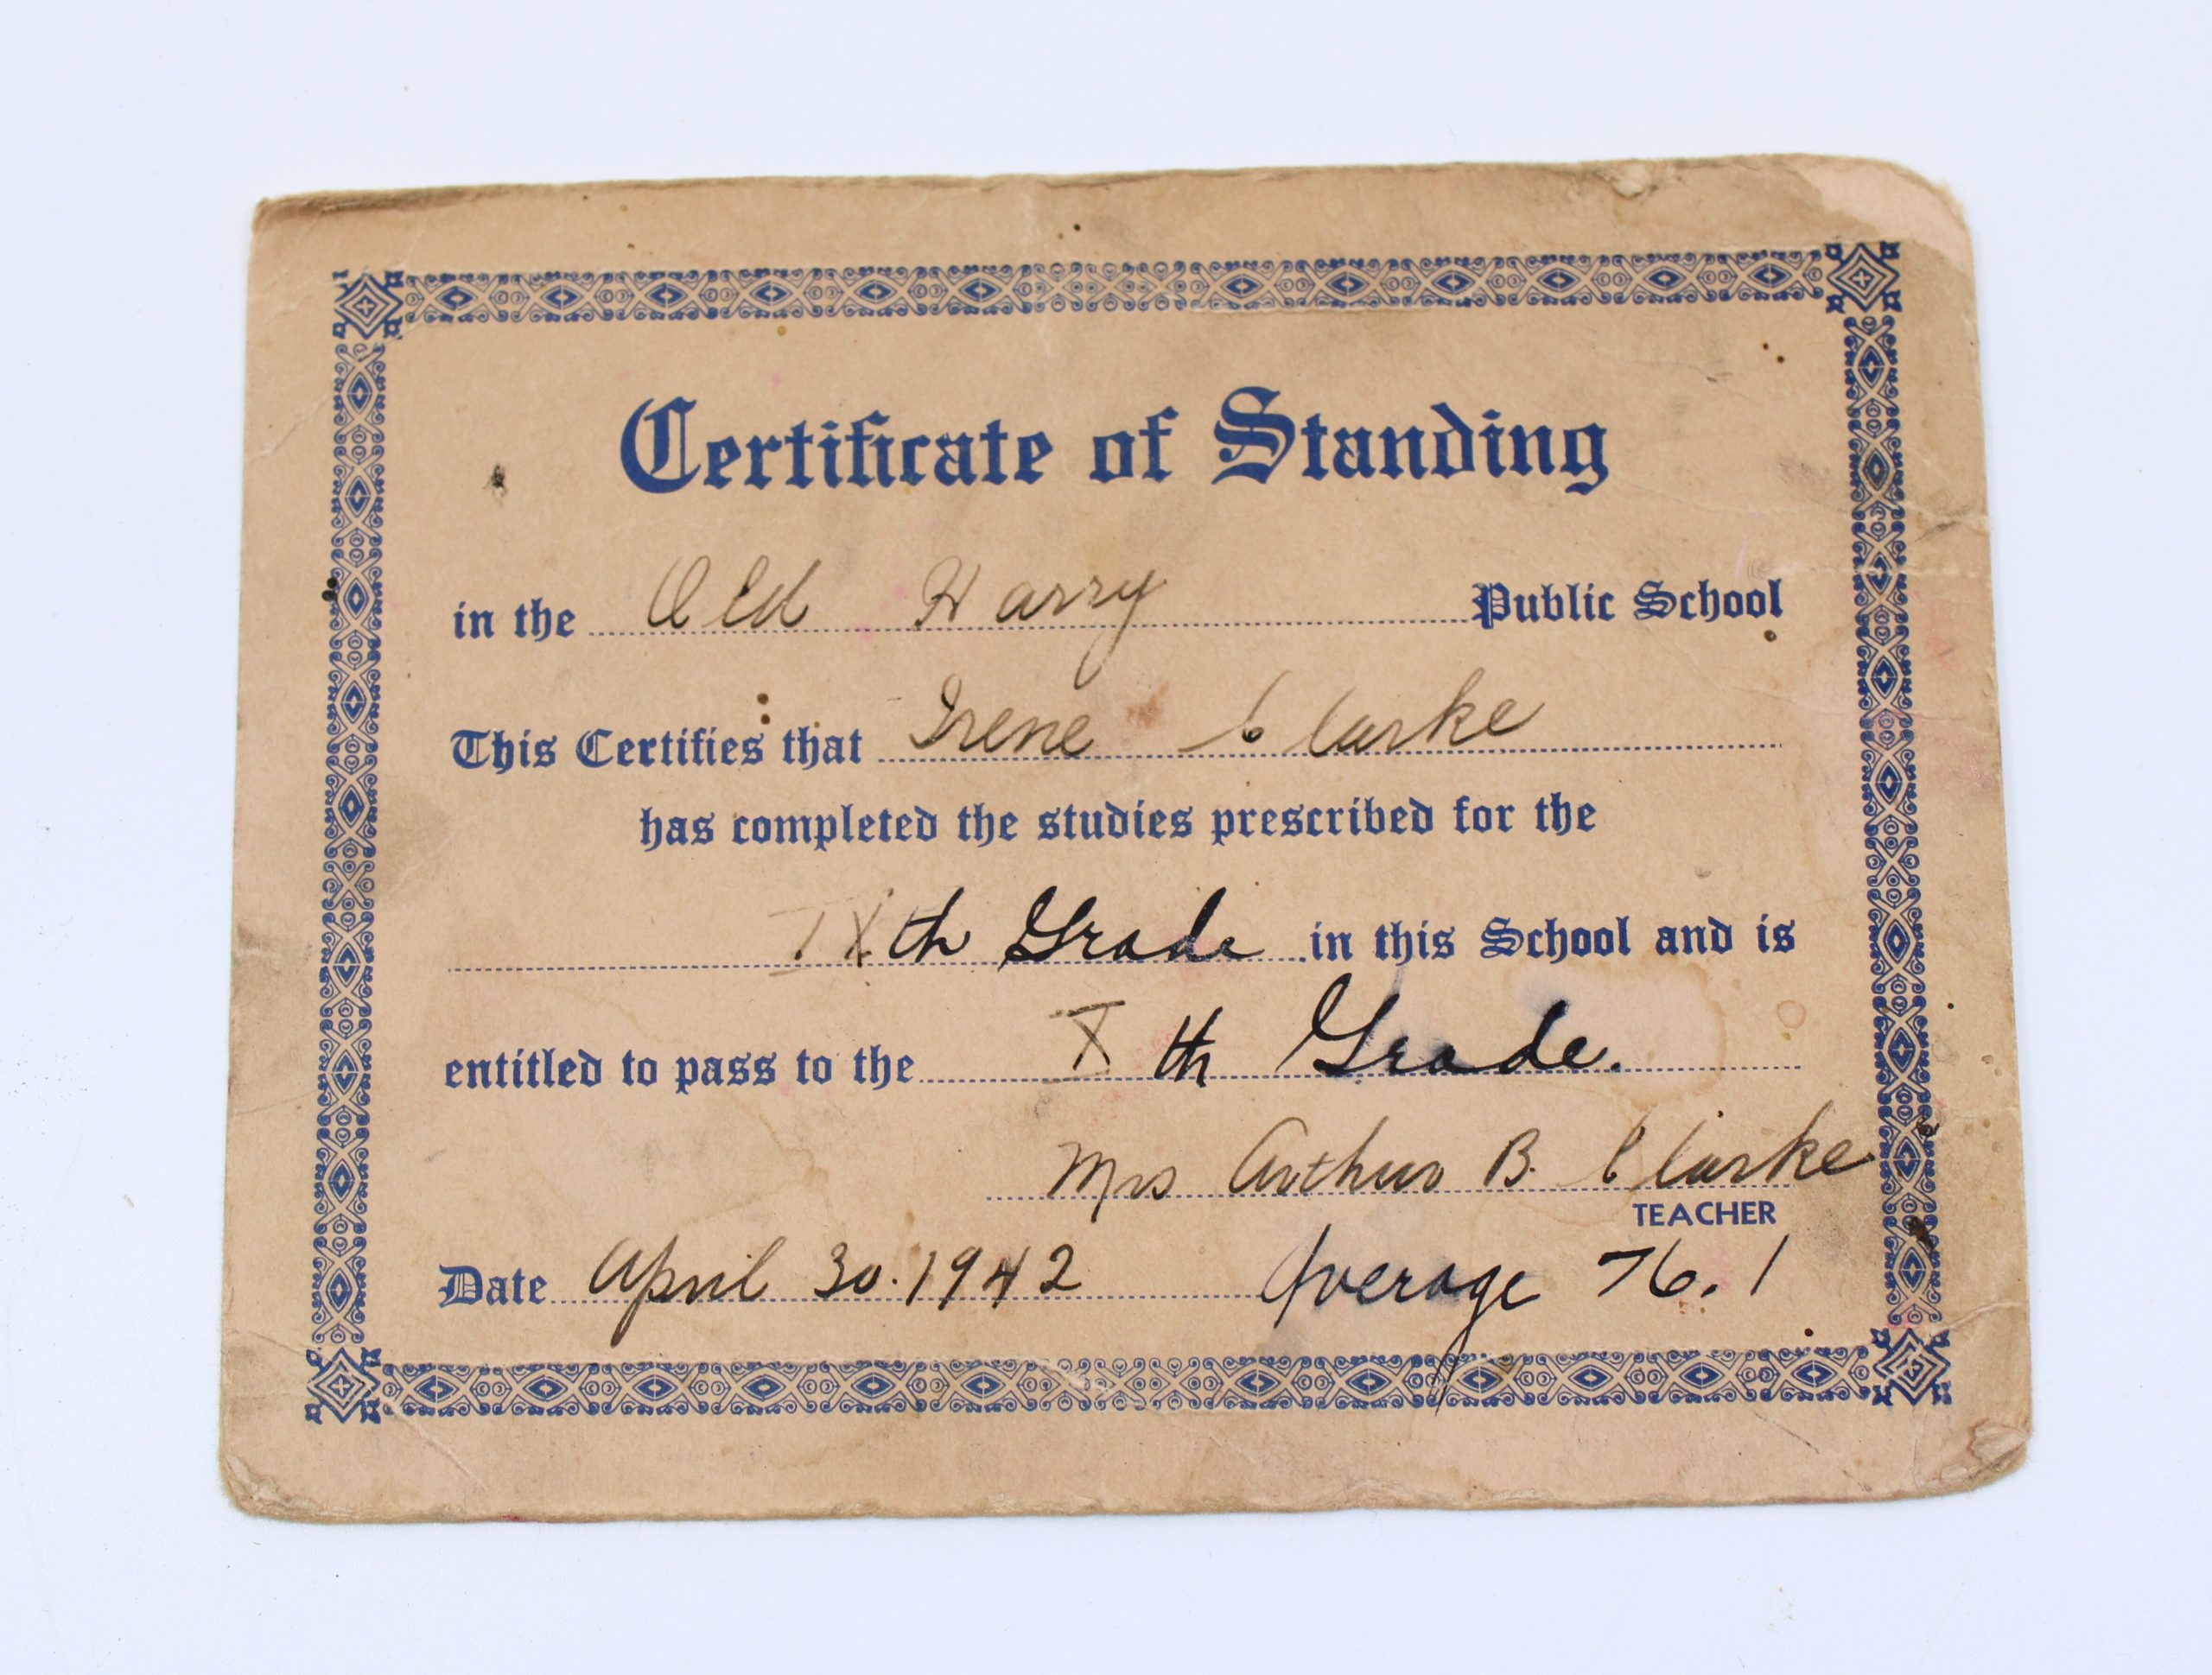 Certificate of Standing
in the Old Harry Public School
This Certifies that Irene Clarke
has completed the studies prescribed for the
IXth Grade in this School and is
entitled to pass to the Xth Grade.
Mrs Arthur B. Clarke
TEACHER
Date April 30. 1942 Average 76.1